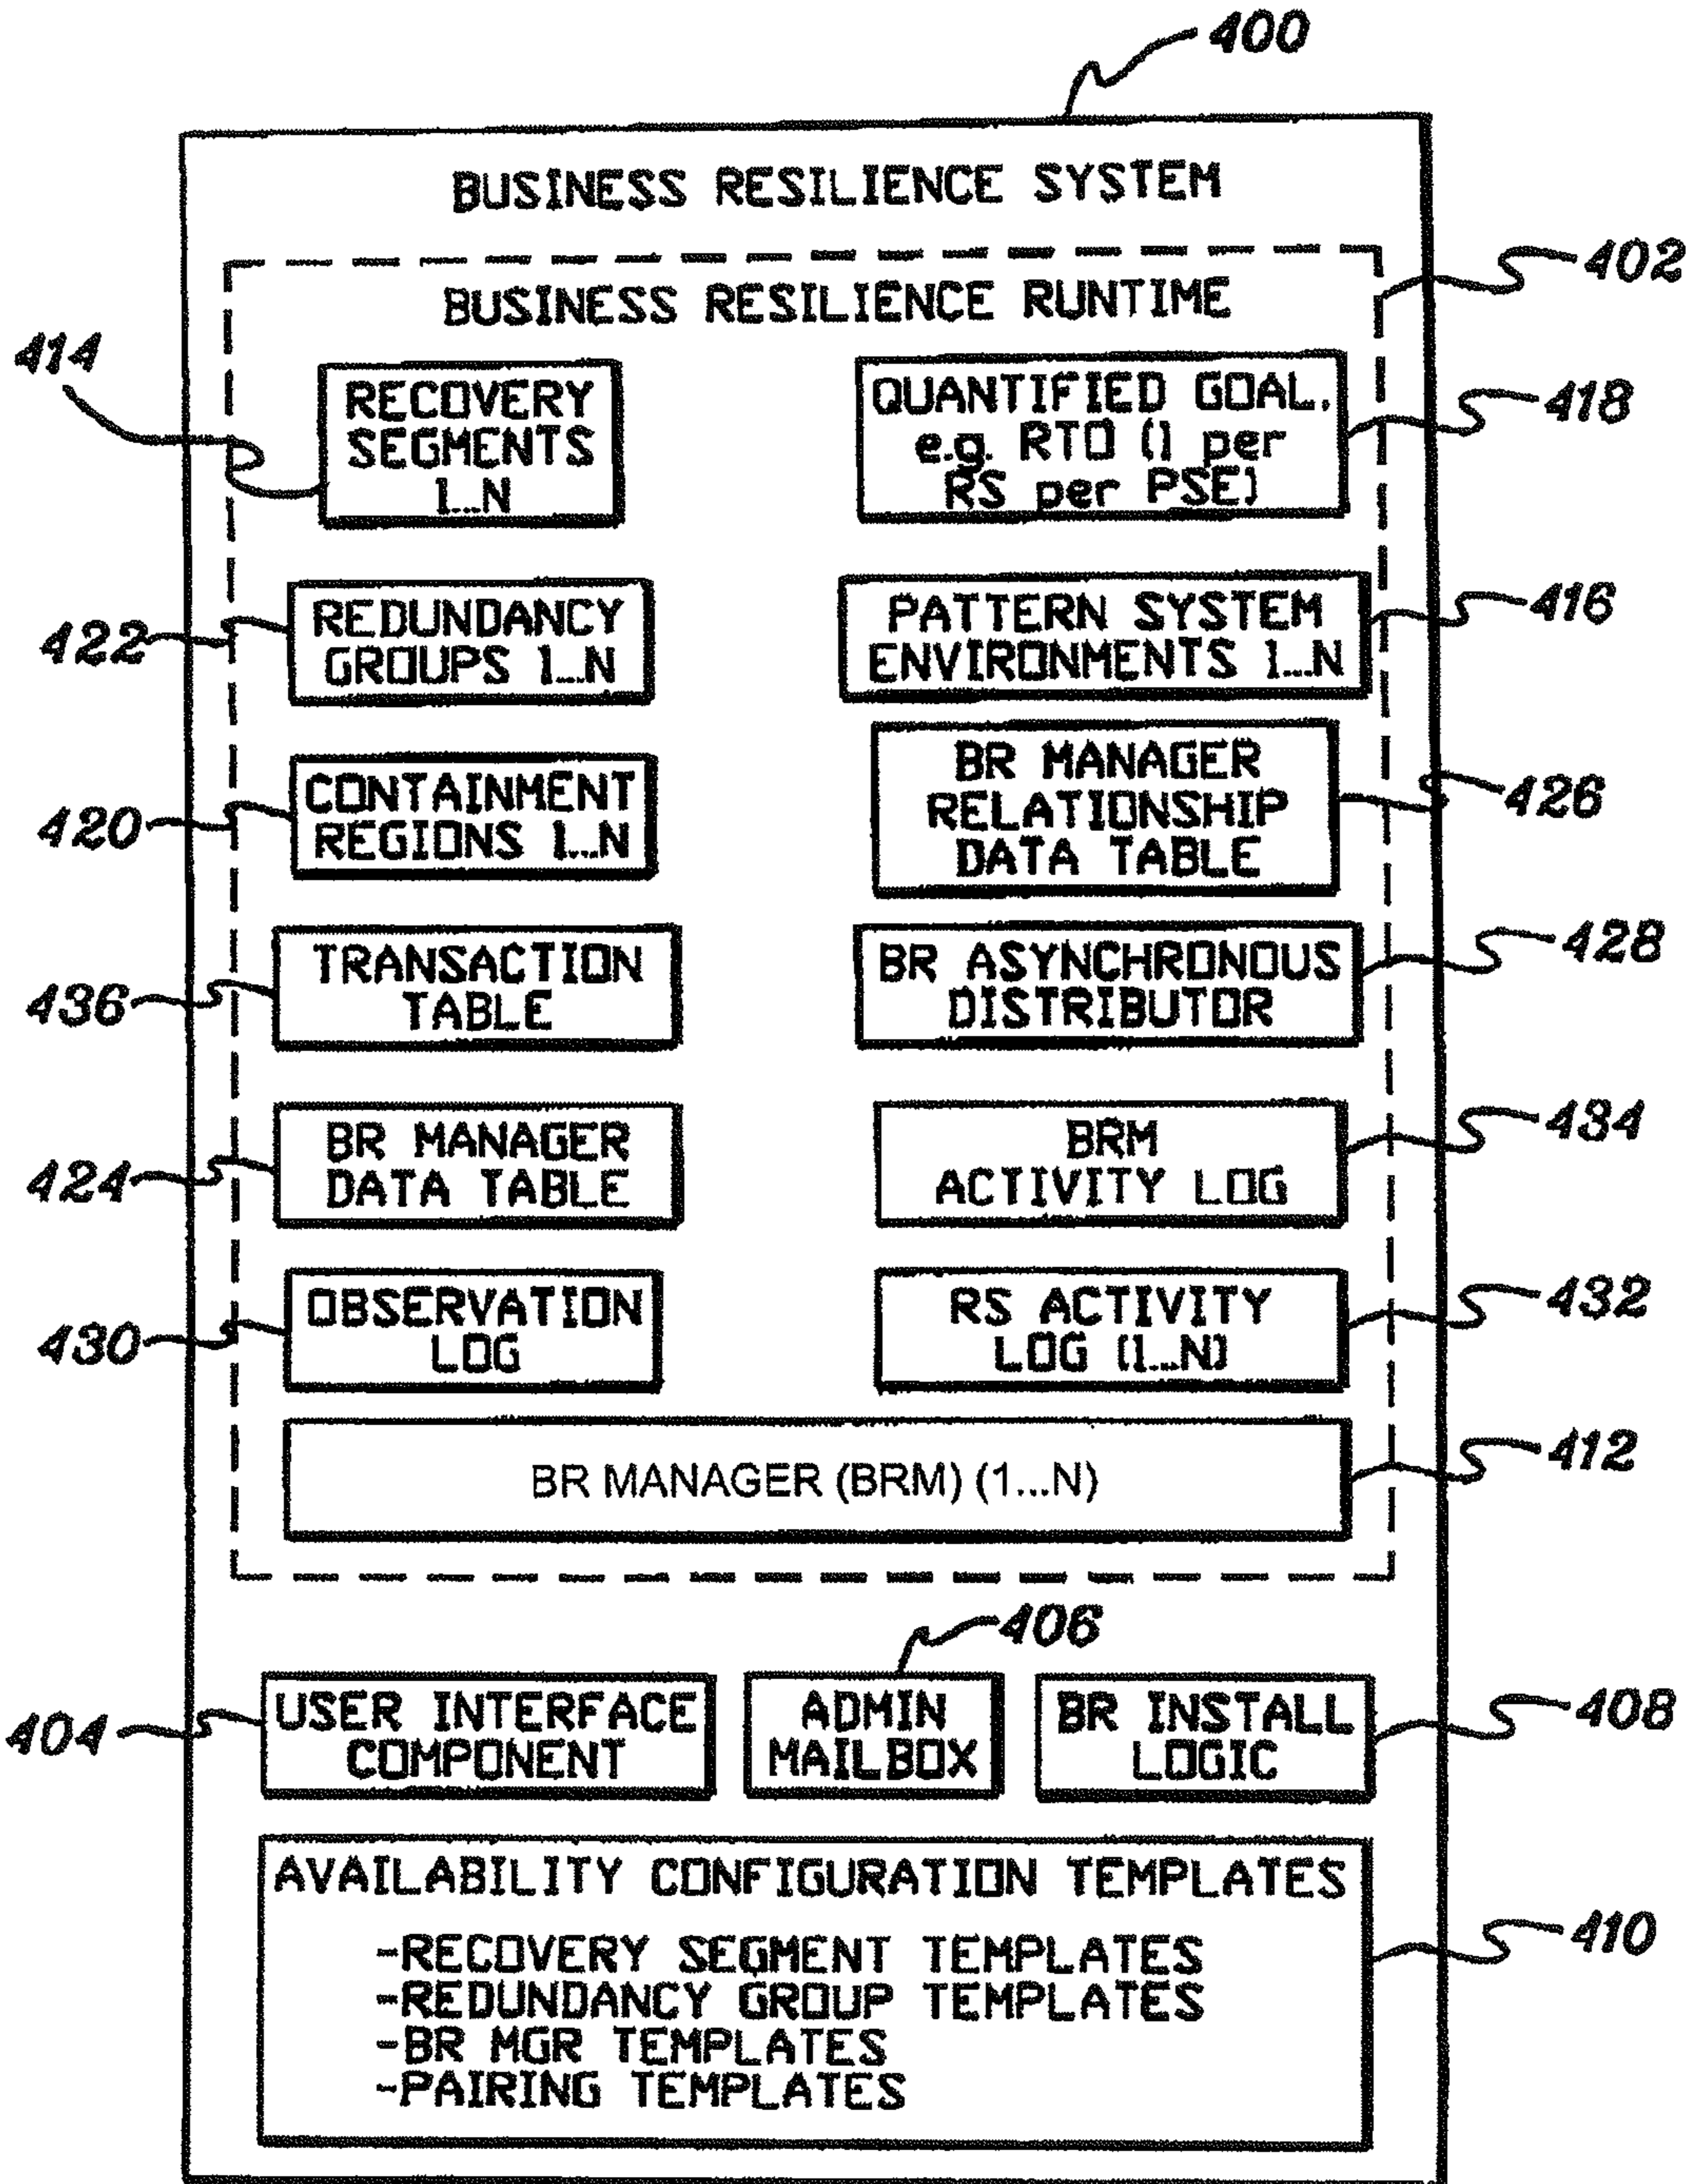 400
BUSINESS RESILIENCE SYSTEM
402
BUSINESS RESILIENCE RUNTIME
414
RECOVERY
SEGMENTS
1...N
QUANTIFIED GOAL,
e.g. RTO (1 per
RS per PSE)
418
422
REDUNDANCY
GROUPS 1...N
PATTERN SYSTEM
ENVIRONMENTS 1...N
416
420
CONTAINMENT
REGIONS 1...N
BR MANAGER
RELATIONSHIP
DATA TABLE
426
436
TRANSACTION
TABLE
BR ASYNCHRONOUS
DISTRIBUTOR
428
424
BR MANAGER
DATA TABLE
BRM
ACTIVITY LOG
434
430
OBSERVATION
LOG
RS ACTIVITY
LOG (1...N)
432
BR MANAGER (BRM) (1...N)
412
404
USER INTERFACE
COMPONENT
406
ADMIN
MAILBOX
BR INSTALL
LOGIC
408
AVAILABILITY CONFIGURATION TEMPLATES
-RECOVERY SEGMENT TEMPLATES
-REDUNDANCY GROUP TEMPLATES
-BR MGR TEMPLATES
-PAIRING TEMPLATES
410